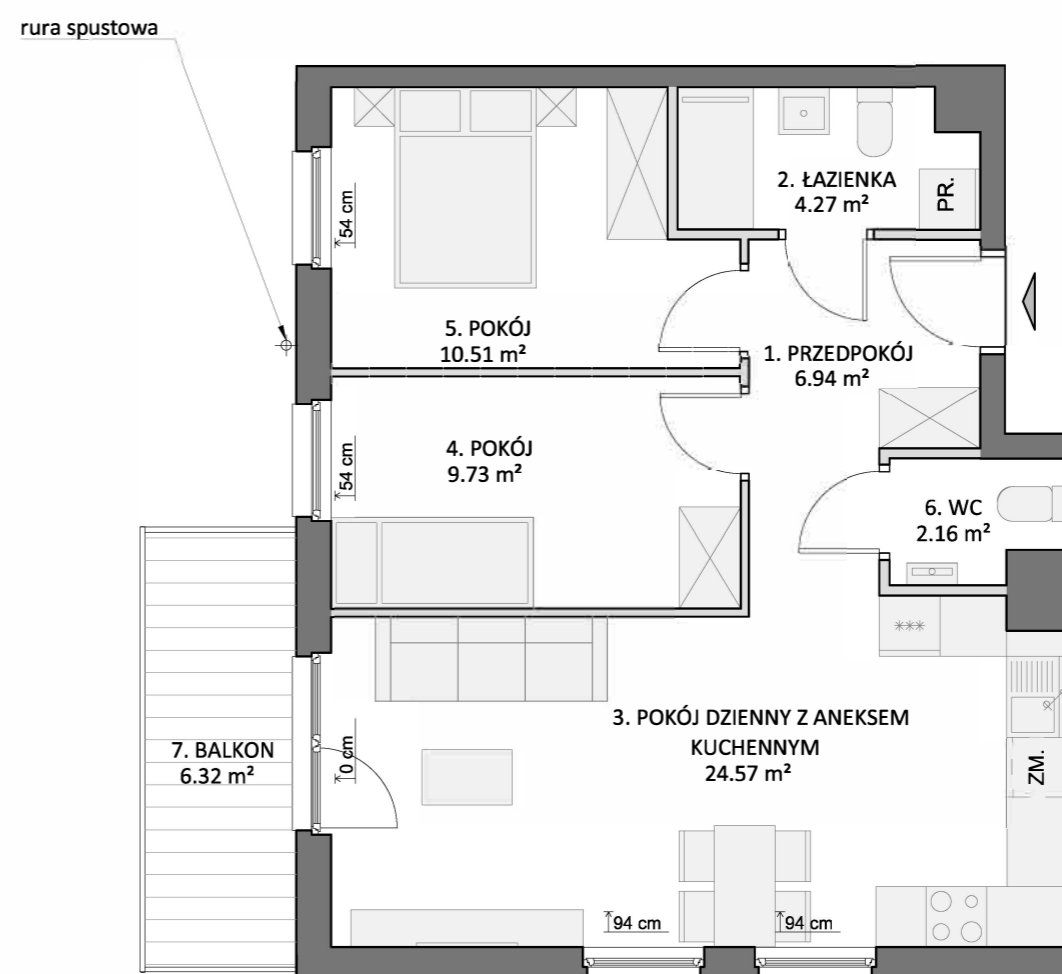 rura spustowa
2. ŁAZIENKA
4.27 m²
PR.
54 cm
5. POKÓJ
10.51 m²
1. PRZEDPOKÓJ
6.94 m²
4. POKÓJ
9.73 m²
54 cm
6. WC
2.16 m²
***
3. POKÓJ DZIENNY Z ANEKSEM
KUCHENNYM
24.57 m²
7. BALKON
6.32 m²
0 cm
ZM.
94 cm
94 cm